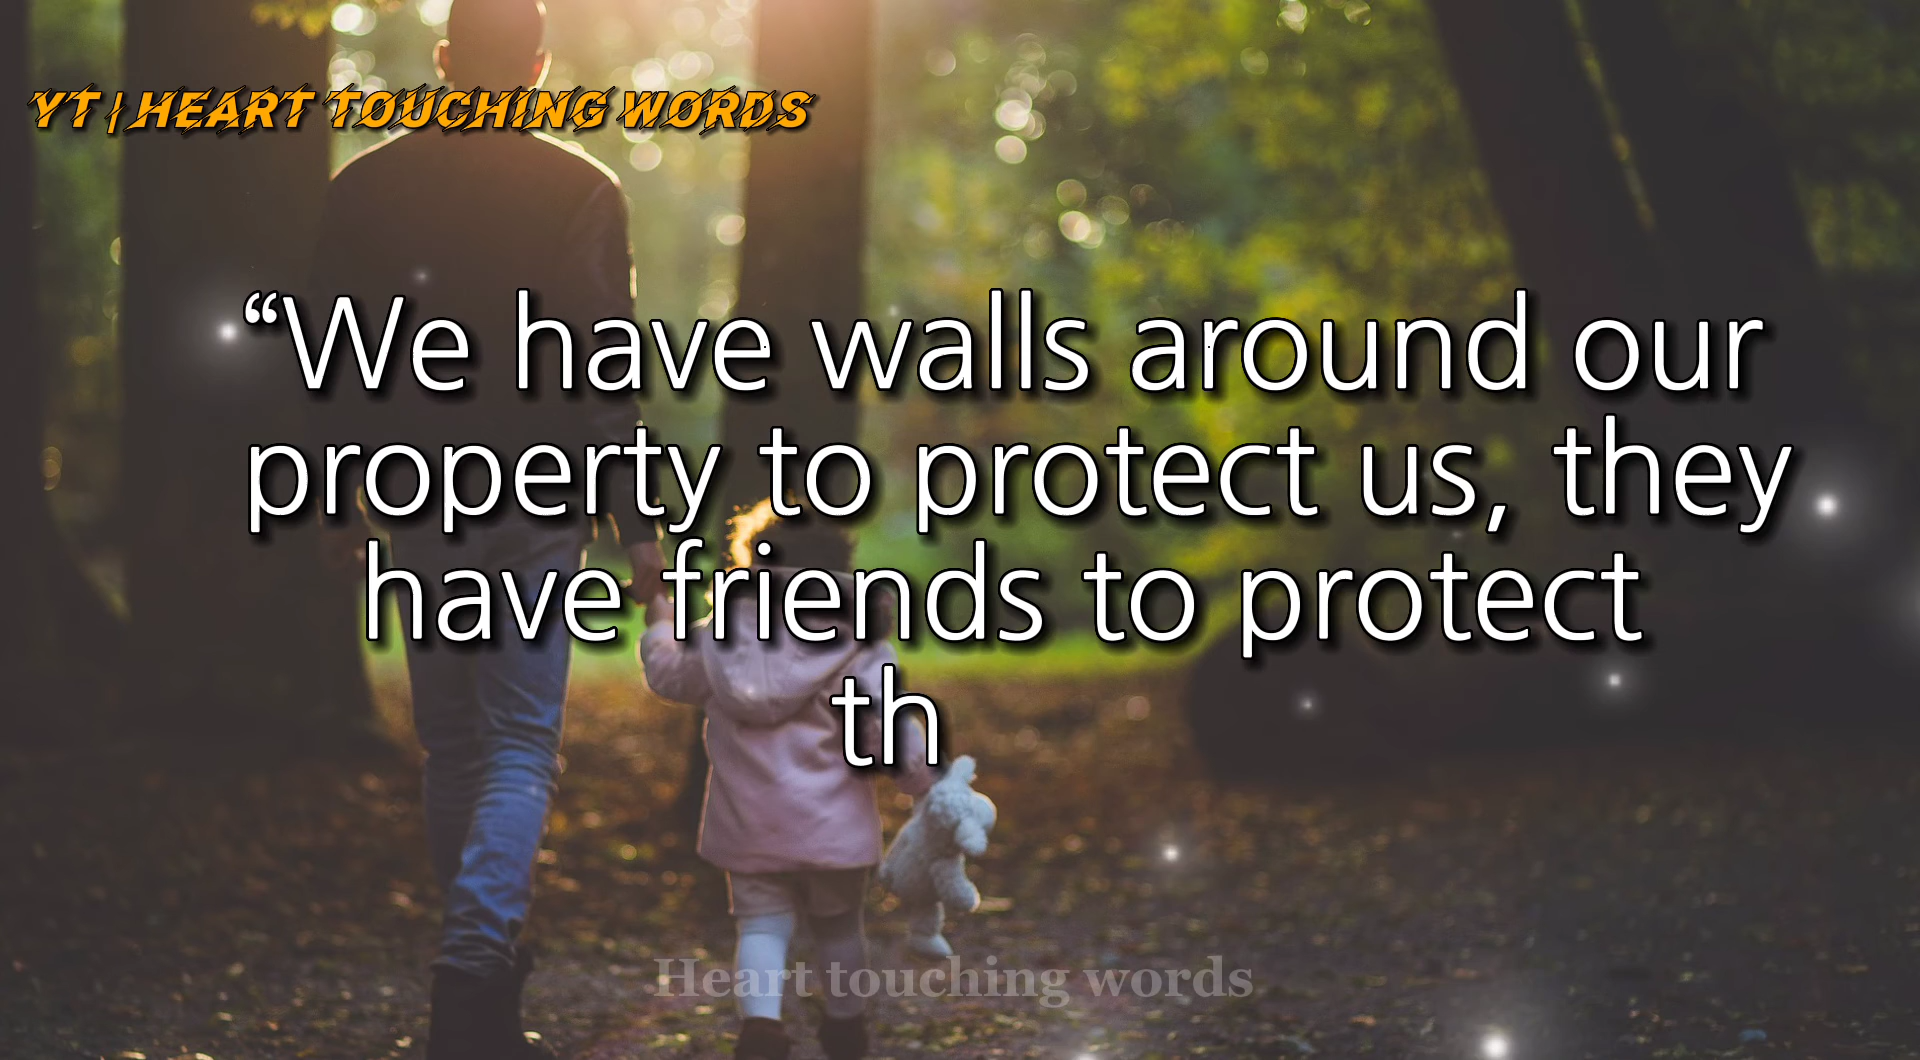 YT | HEART TOUCHING WORDS
“We have walls around our
property to protect us, they
have friends to protect
th
Heart touching words